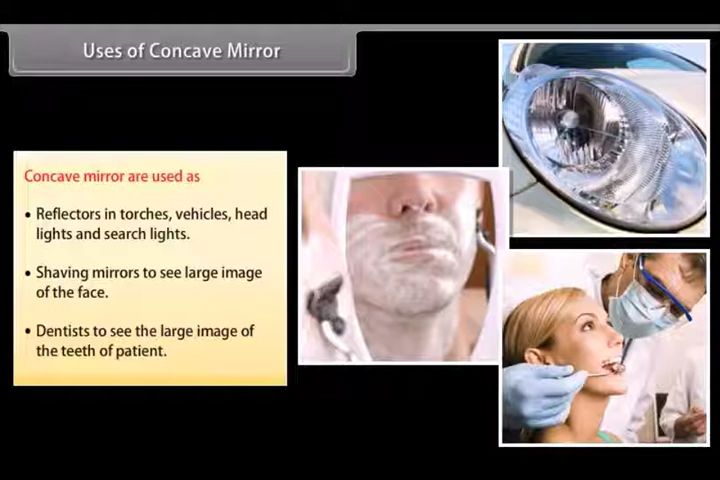 Uses of Concave Mirror
Concave mirror are used as
• Reflectors in torches, vehicles, head
lights and search lights.
• Shaving mirrors to see large image
of the face.
• Dentists to see the large image of
the teeth of patient.